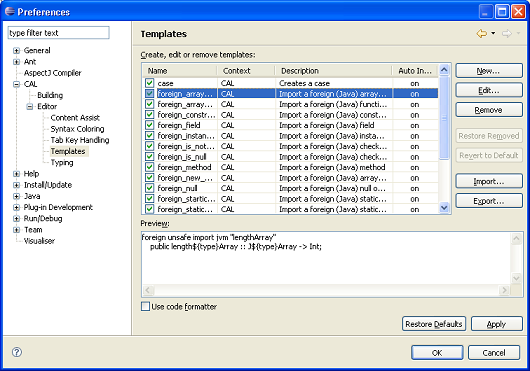 Preferences
type filter text
General
Ant
AspectJ Compiler
CAL
Building
Editor
Content Assist
Syntax Coloring
Tab Key Handling
Templates
Typing
Help
Install/Update
Java
Plug-in Development
Run/Debug
Team
Visualiser
Templates
Create, edit or remove templates:
Name Context Description Auto In...
case CAL Creates a case on
foreign_array... CAL Import a foreign (Java) array... on
foreign_array... CAL Import a foreign (Java) functi... on
foreign_constr... CAL Import a foreign (Java) const... on
foreign_field CAL Import a foreign (Java) field on
foreign_instan... CAL Import a foreign (Java) insta... on
foreign_is_not... CAL Import a foreign (Java) check... on
foreign_is_null CAL Import a foreign (Java) check... on
foreign_method CAL Import a foreign (Java) method on
foreign_new_... CAL Import a foreign (Java) array... on
foreign_null CAL Import a foreign (Java) null o... on
foreign_startic... CAL Import a foreign (Java) static... on
foreign_static... CAL Import a foreign (Java) static... on
New...
Edit...
Remove
Restore Removed
Revert to Default
Import...
Export...
Preview:
foreign unsafe import jvm "lengthArray"
public length${type}Array :: J${type}Array -> Int;
Use code formatter
Restore Defaults
Apply
OK
Cancel